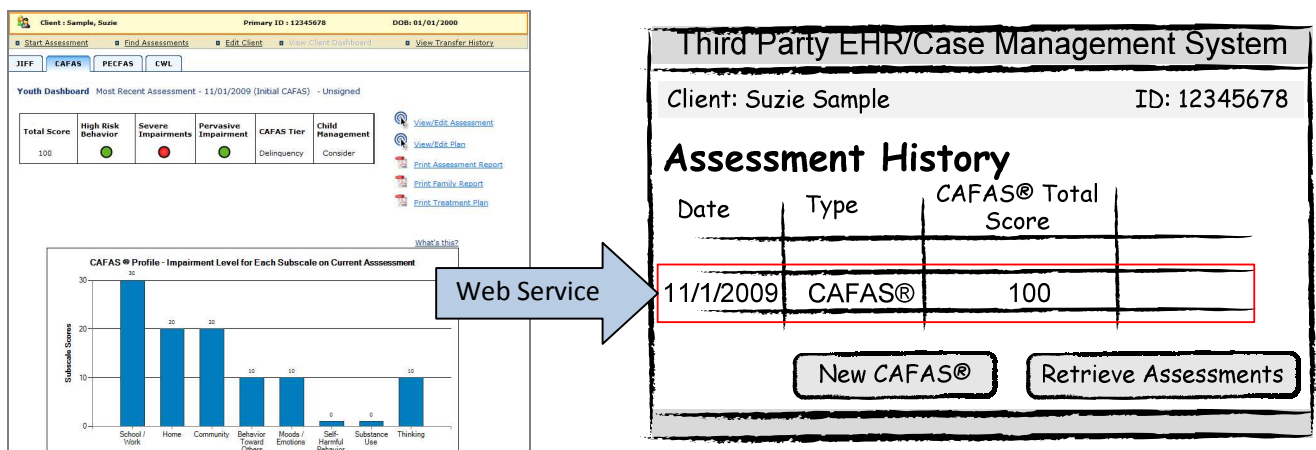 Client : Sample, Suzie Primary ID : 12345678 DOB: 01/01/2000
Start Assessment Find Assessments Edit Client View Client Dashboard View Transfer History
JIFF CAFAS PECFAS CWL
Youth Dashboard Most Recent Assessment - 11/01/2009 (Initial CAFAS) - Unsigned
Total Score High Risk Behavior Severe Impairments Pervasive Impairment CAFAS Tier Child Management
100 Delinquency Consider
View/Edit Assessment
View/Edit Plan
Print Assessment Report
Print Family Report
Print Treatment Plan
What's this?
CAFAS ® Profile - Impairment Level for Each Subscale on Current Asssessment
Subscale Scores
30
20
10
0
30 20 20 10 10 0 0 10
School / Work Home Community Behavior Toward Others Moods / Emotions Self-Harmful Behavior Substance Use Thinking
Web Service
Third Party EHR/Case Management System
Client: Suzie Sample ID: 12345678
Assessment History
Date Type CAFAS® Total Score
11/1/2009 CAFAS® 100
New CAFAS® Retrieve Assessments